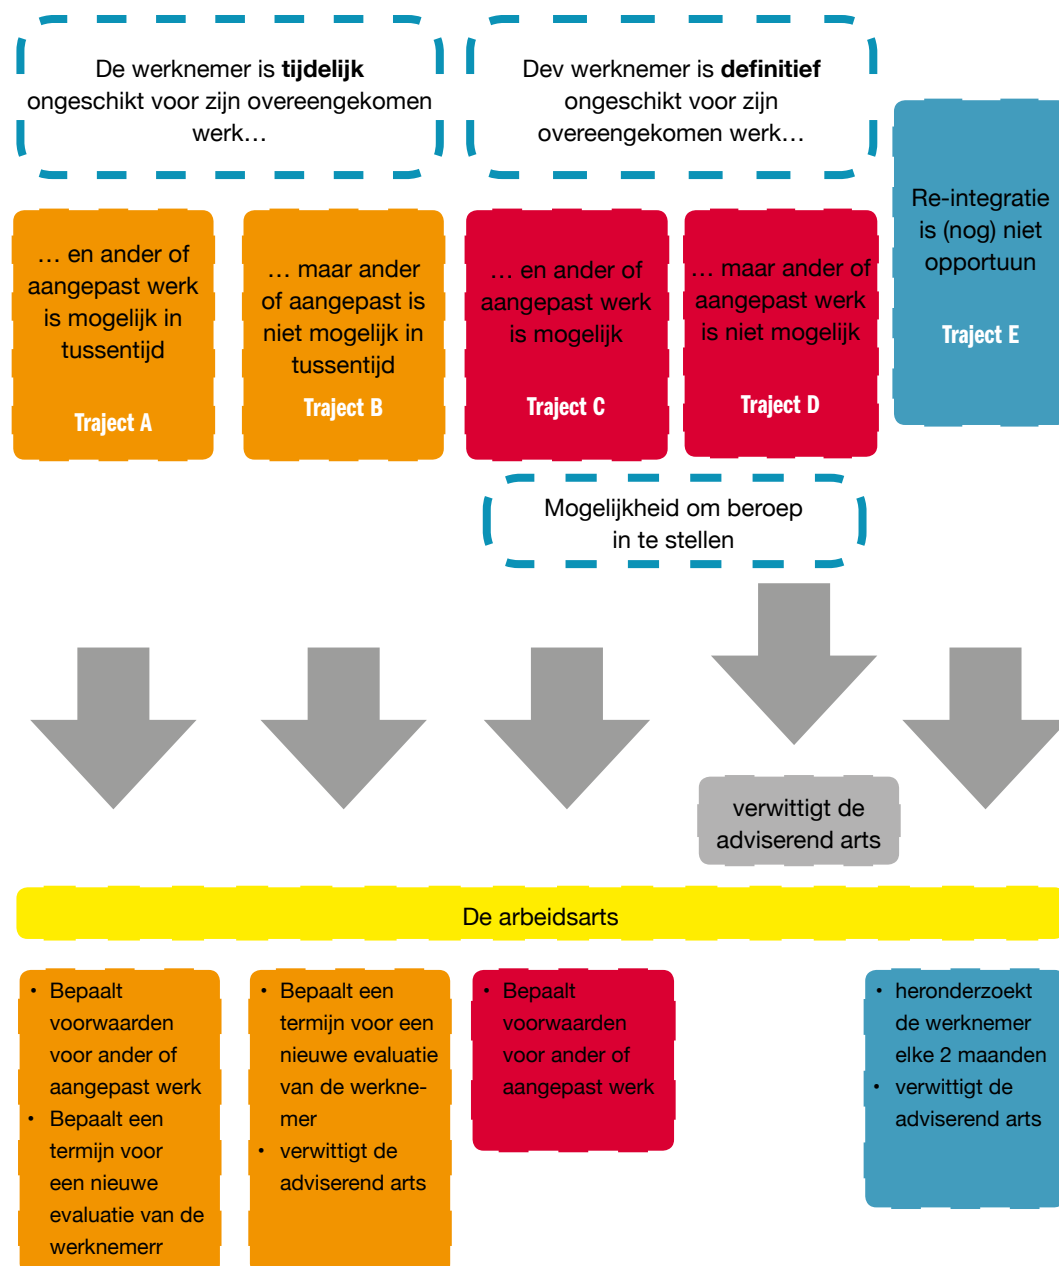 De werknemer is tijdelijk
ongeschikt voor zijn overeengekomen
werk…
Dev werknemer is definitief
ongeschikt voor zijn
overeengekomen werk…
… en ander of
aangepast werk
is mogelijk in
tussentijd
Traject A
… maar ander
of aangepast is
niet mogelijk in
tussentijd
Traject B
… en ander of
aangepast werk
is mogelijk
Traject C
… maar ander of
aangepast werk
is niet mogelijk
Traject D
Re-integratie
is (nog) niet
opportuun
Traject E
Mogelijkheid om beroep
in te stellen
verwittigt de
adviserend arts
De arbeidsarts
• Bepaalt
voorwaarden
voor ander of
aangepast werk
• Bepaalt een
termijn voor
een nieuwe
evaluatie van de
werknemerr
• Bepaalt een
termijn voor een
nieuwe evaluatie
van de werkne-
mer
• verwittigt de
adviserend arts
• Bepaalt
voorwaarden
voor ander of
aangepast werk
• heronderzoekt
de werknemer
elke 2 maanden
• verwittigt de
adviserend arts